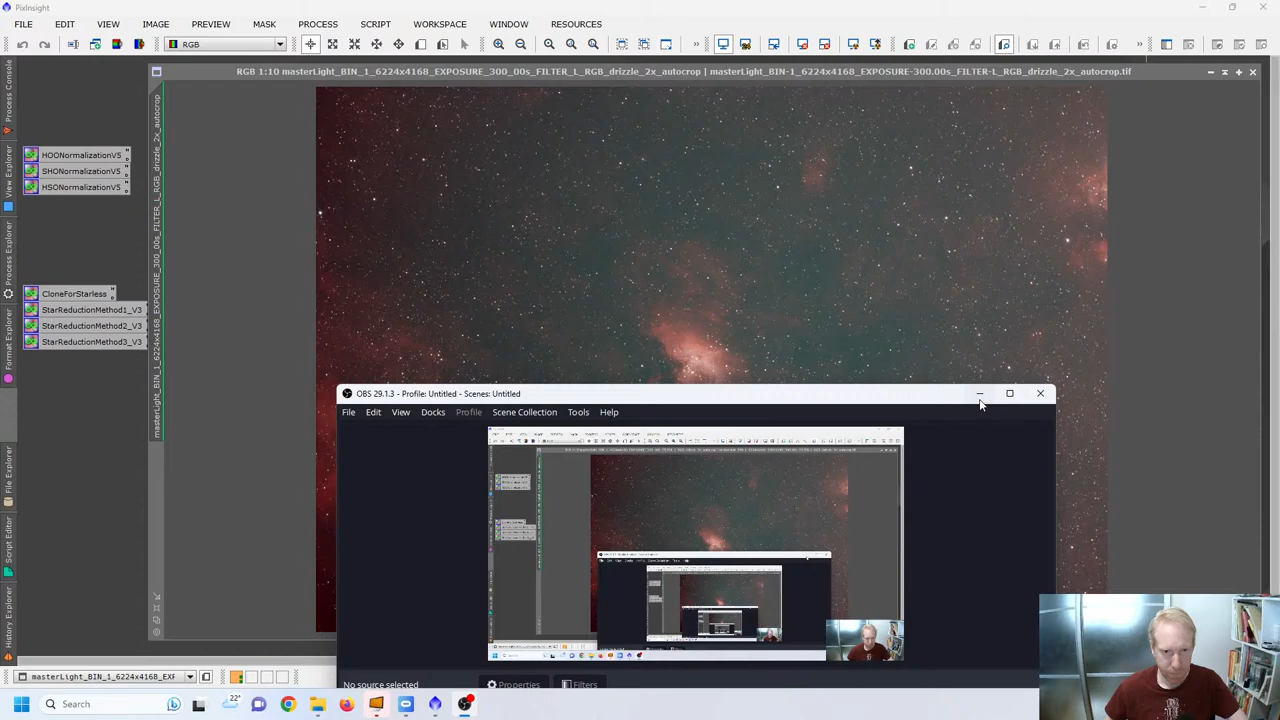 PixInsight
FILE EDIT VIEW IMAGE PREVIEW MASK PROCESS SCRIPT WORKSPACE WINDOW RESOURCES
RGB
RGB 1:10 masterLight_BIN_1_6224x4168_EXPOSURE_300_00s_FILTER_L_RGB_drizzle_2x_autocrop | masterLight_BIN-1_6224x4168_EXPOSURE-300.00s_FILTER-L_RGB_drizzle_2x_autocrop.tif
Process Console
View Explorer
Process Explorer
Format Explorer
File Explorer
Script Editor
History Explorer
masterLight_BIN_1_6224x4168_EXPOSURE_300_00s_FILTER_L_RGB_drizzle_2x_autocrop
HOONormalizationV5
SHONormalizationV5
HSONormalizationV5
CloneForStarless
StarReductionMethod1_V3
StarReductionMethod2_V3
StarReductionMethod3_V3
OBS 29.1.3 - Profile: Untitled - Scenes: Untitled
File Edit View Docks Profile Scene Collection Tools Help
No source selected
Properties
Filters
masterLight_BIN_1_6224x4168_EXF
Search
22°